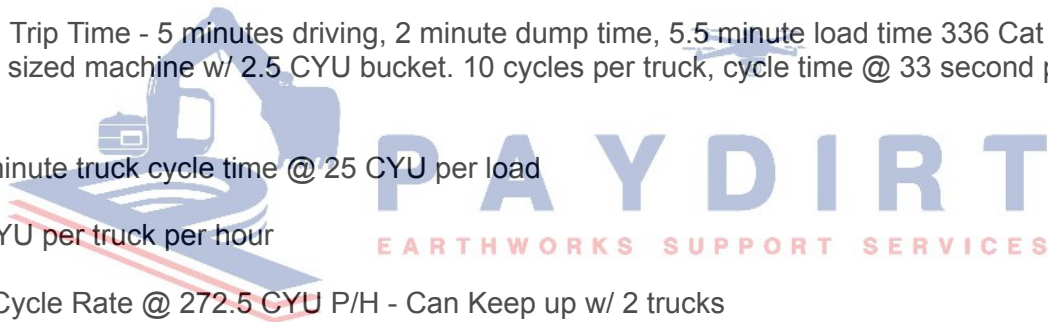 Trip Time - 5 minutes driving, 2 minute dump time, 5.5 minute load time 336 Cat
sized machine w/ 2.5 CYU bucket. 10 cycles per truck, cycle time @ 33 second p
inute truck cycle time @ 25 CYU per load
PAYDIRT
YU per truck per hour
EARTHWORKS SUPPORT SERVICES
Cycle Rate @ 272.5 CYU P/H - Can Keep up w/ 2 trucks